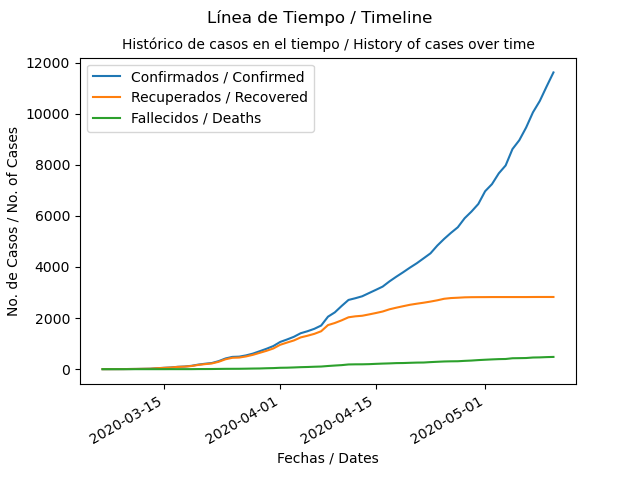 Línea de Tiempo / Timeline
Histórico de casos en el tiempo / History of cases over time
Confirmados / Confirmed
Recuperados / Recovered
Fallecidos / Deaths
No. de Casos / No. of Cases
12000
10000
8000
6000
4000
2000
0
2020-03-15
2020-04-01
2020-04-15
2020-05-01
Fechas / Dates